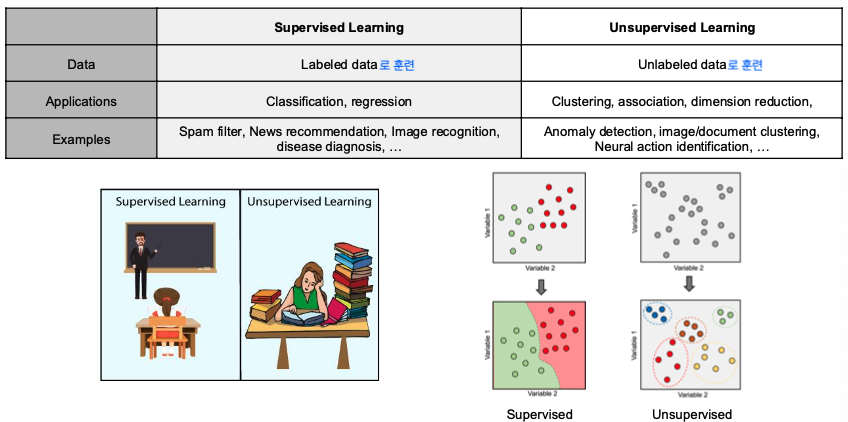 Supervised Learning
Unsupervised Learning
Data
Labeled data로 훈련
Unlabeled data로 훈련
Applications
Classification, regression
Clustering, association, dimension reduction,
Examples
Spam filter, News recommendation, Image recognition,
disease diagnosis, …
Anomaly detection, image/document clustering,
Neural action identification, …
Supervised Learning
Unsupervised Learning
Variable 1
Variable 2
Variable 1
Variable 2
Variable 1
Variable 2
Variable 1
Variable 2
Supervised
Unsupervised